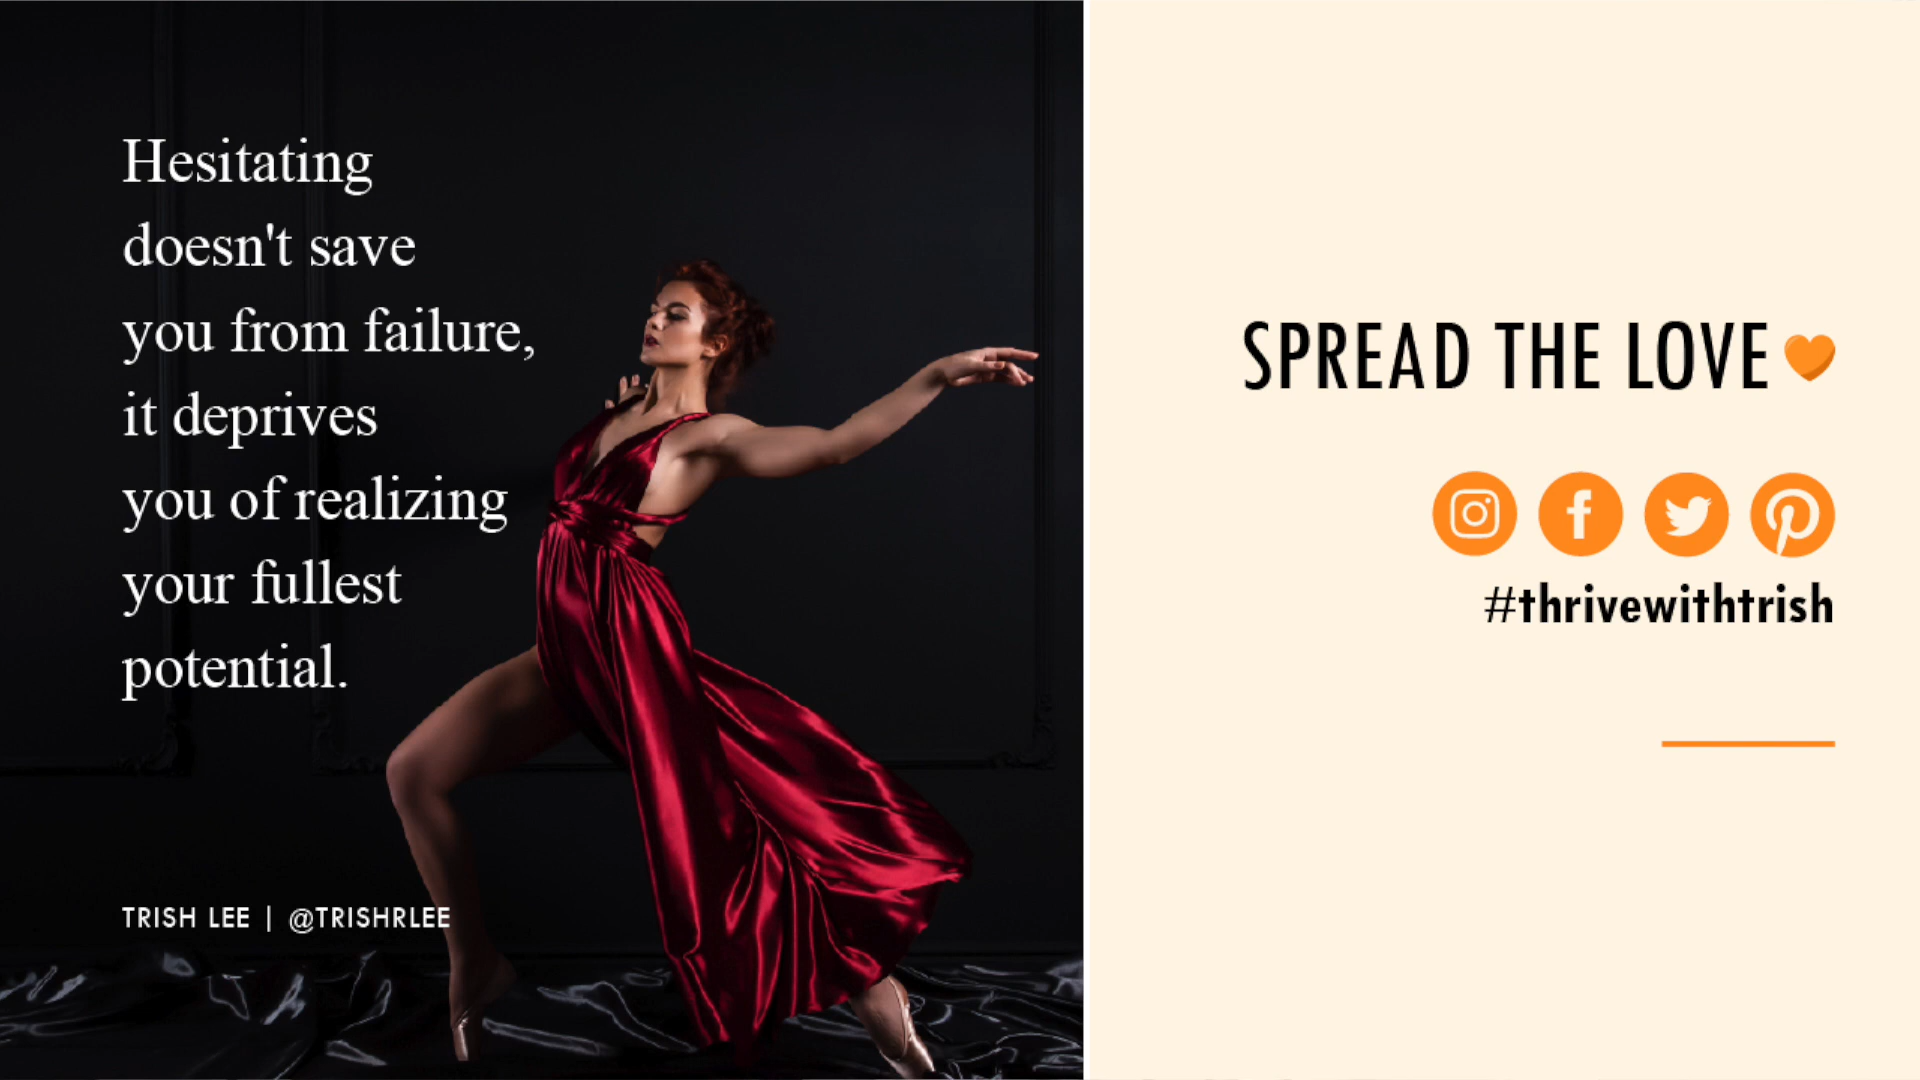 Hesitating
doesn't save
you from failure,
it deprives
you of realizing
your fullest
potential.
TRISH LEE | @TRISHRLEE
SPREAD THE LOVE
#thrivewithtrish